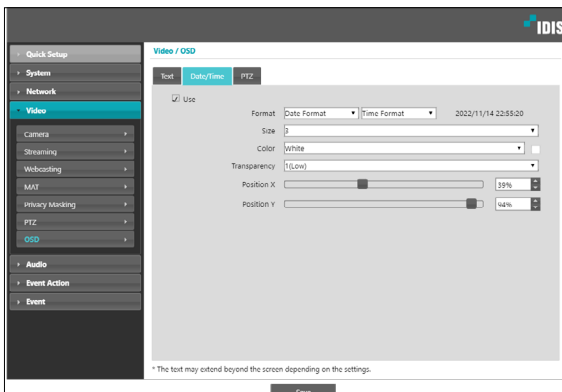 IDIS
Quick Setup
System
Network
Video
Camera
Streaming
Webcasting
MAT
Privacy Masking
PTZ
OSD
Audio
Event Action
Event
Video / OSD
Text Date/Time PTZ
Use
Format Date Format Time Format 2022/11/14 22:55:20
Size 3
Color White
Transparency 1(Low)
Position X 39%
Position Y 94%
* The text may extend beyond the screen depending on the settings.
Save